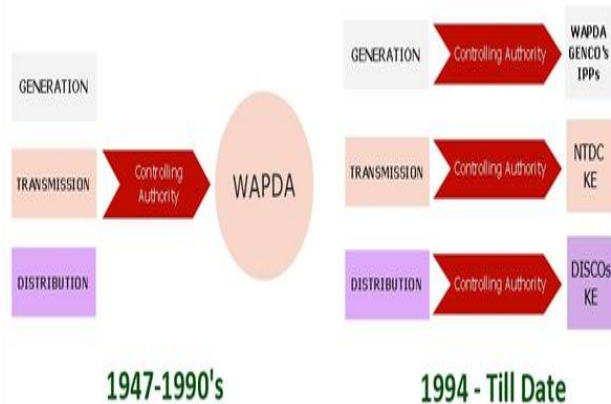 GENERATION
TRANSMISSION
DISTRIBUTION
Controlling
Authority
WAPDA
1947-1990's
GENERATION
Controlling Authority
WAPDA
GENCO's
IPPs
TRANSMISSION
Controlling Authority
NTDC
KE
DISTRIBUTION
Controlling Authority
DISCOs
KE
1994 - Till Date